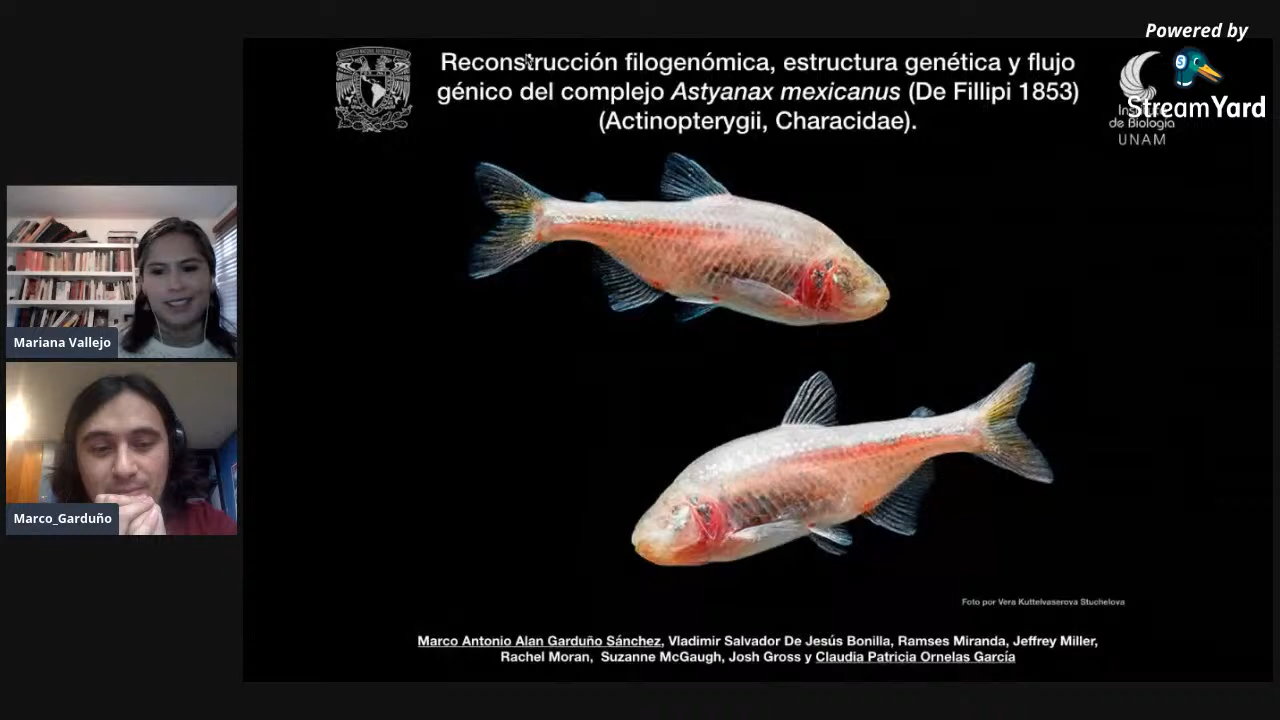 Powered by
StreamYard
Reconstrucción filogenómica, estructura genética y flujo
génico del complejo Astyanax mexicanus (De Fillipi 1853)
(Actinopterygii, Characidae).
de Biología
UNAM
Mariana Vallejo
Marco_Garduño
Foto por Vera Kuttelvaserova Stuchelova
Marco Antonio Alan Garduño Sánchez, Vladimir Salvador De Jesús Bonilla, Ramses Miranda, Jeffrey Miller,
Rachel Moran, Suzanne McGaugh, Josh Gross y Claudia Patricia Ornelas García